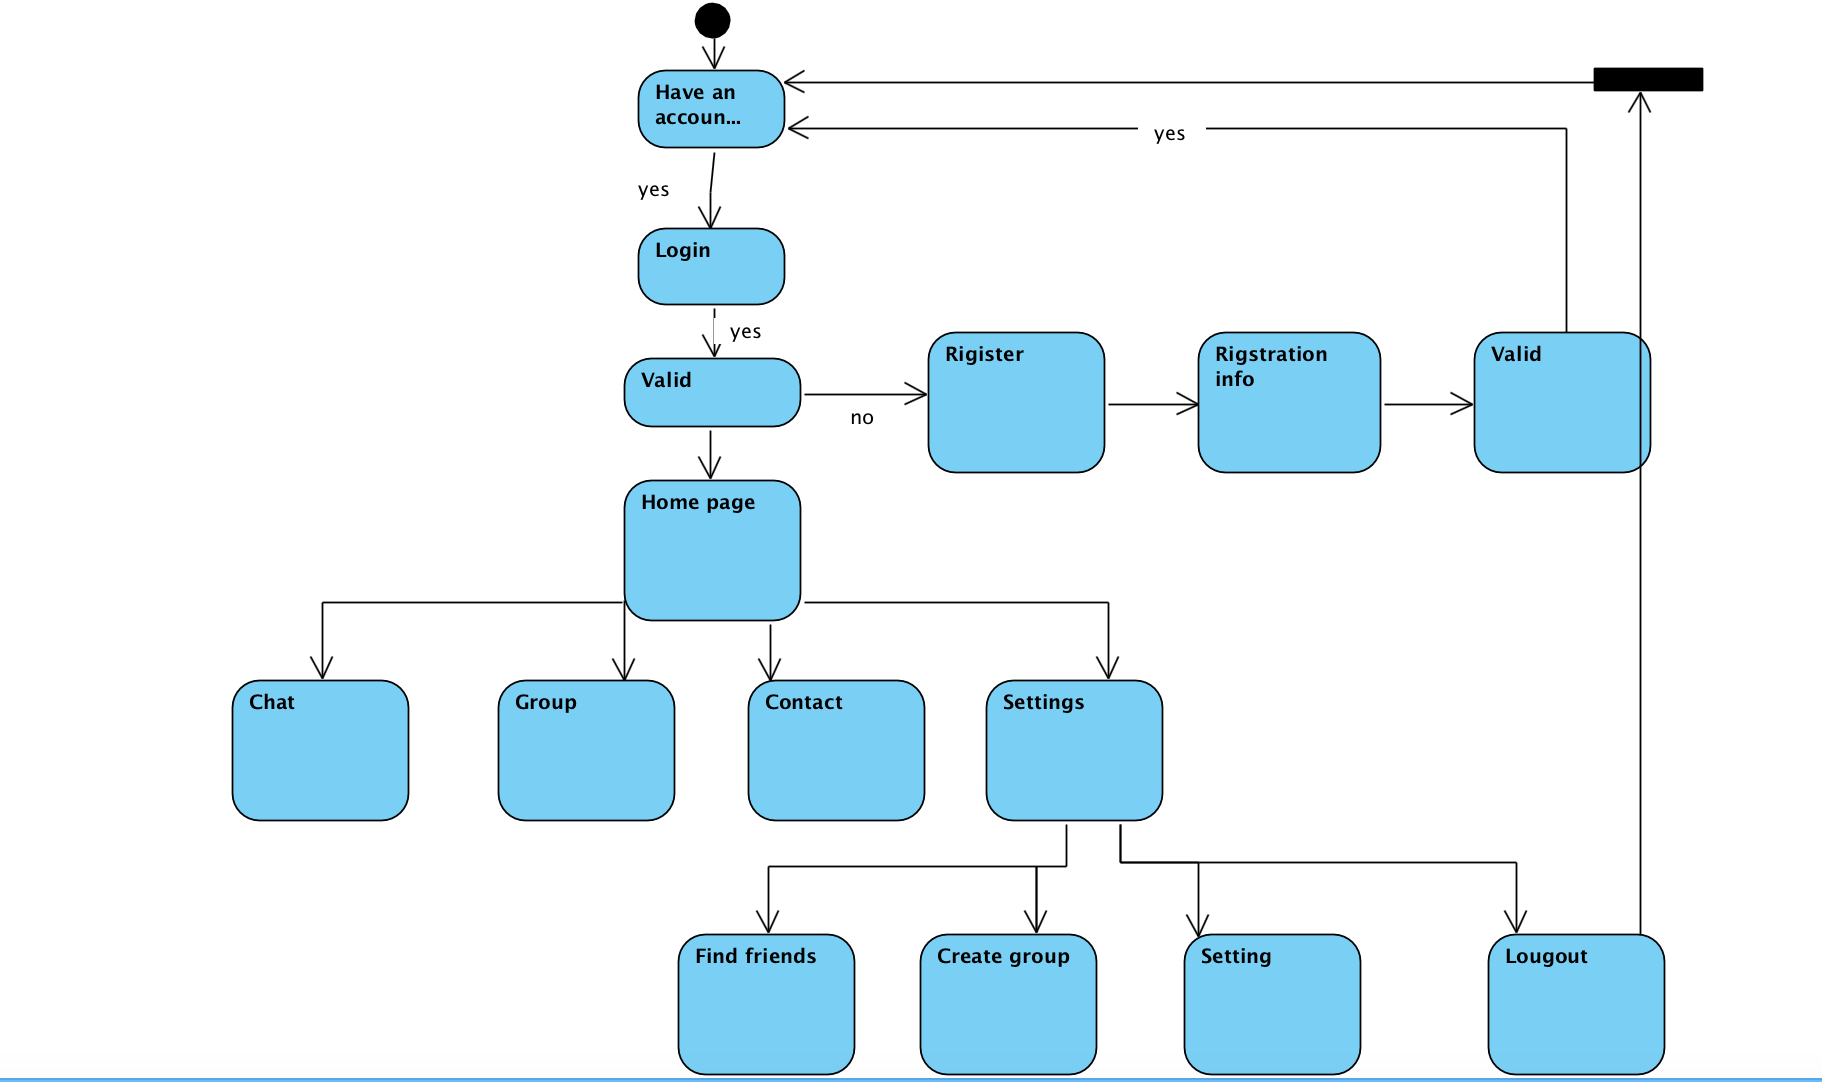 Have an
accoun...
yes
yes
Login
yes
Valid
no
Rigister
Rigstration
info
Valid
Home page
Chat
Group
Contact
Settings
Find friends
Create group
Setting
Lougout